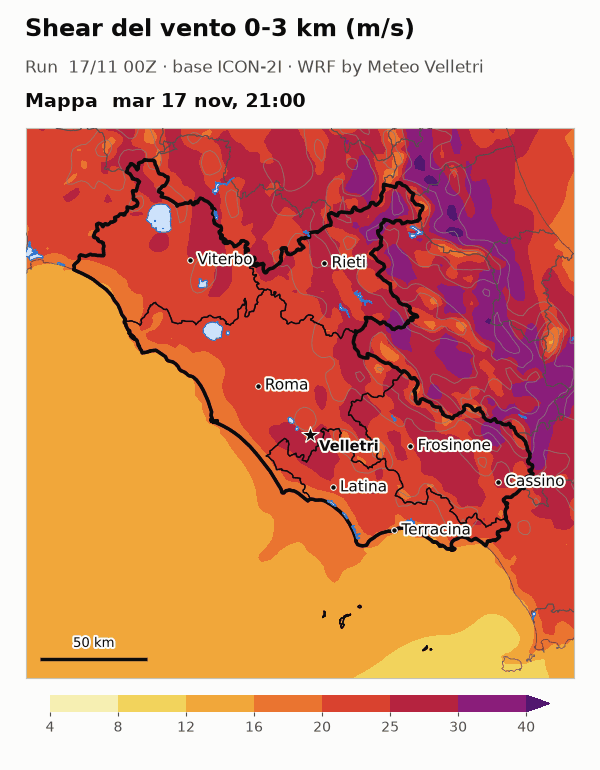 Shear del vento 0-3 km (m/s)
Run  17/11 00Z · base ICON-2I · WRF by Meteo Velletri
Mappa  mar 17 nov, 21:00
Viterbo
Rieti
Roma
Velletri
Frosinone
Cassino
Latina
Terracina
50 km
4 8 12 16 20 25 30 40